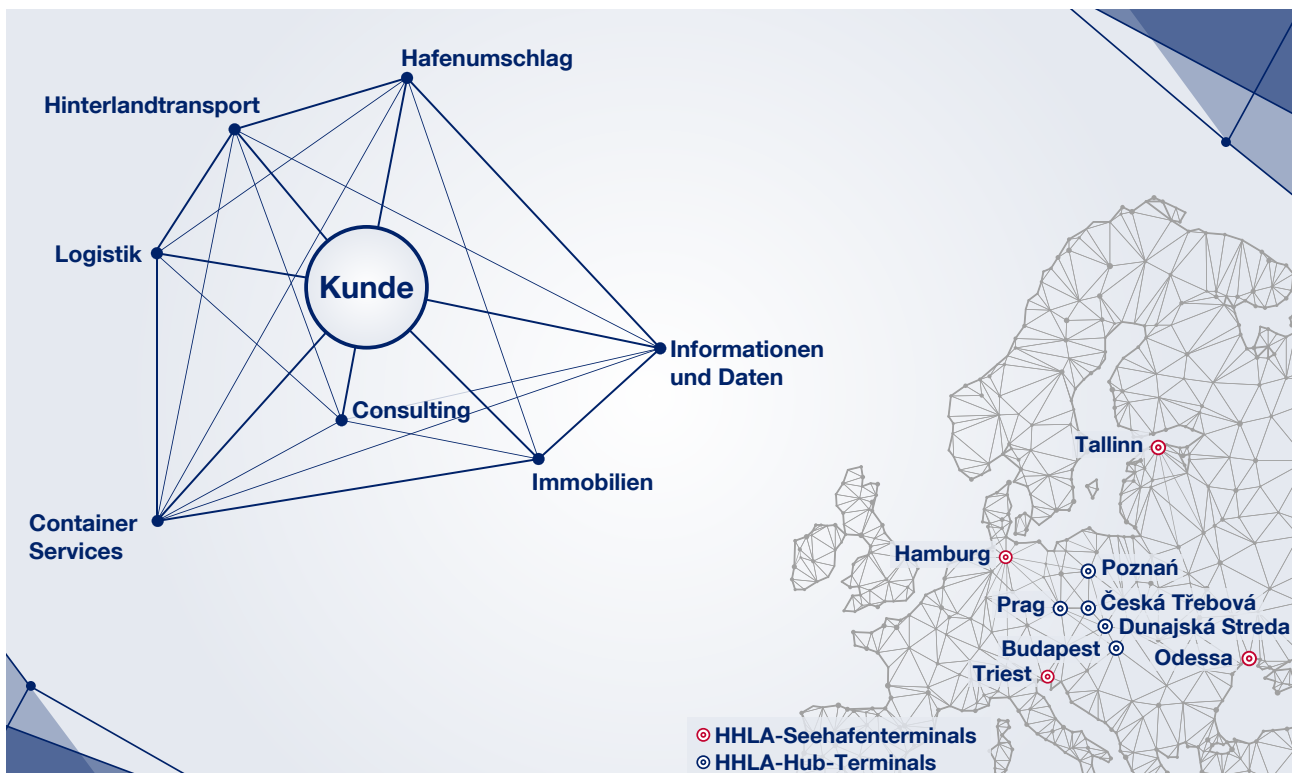 Hafenumschlag
Hinterlandtransport
Logistik
Kunde
Informationen
und Daten
Consulting
Immobilien
Container
Services
Tallinn
Hamburg
Poznań
Prag
Česká Třebová
Dunajská Streda
Budapest
Odessa
Triest
HHLA-Seehafenterminals
HHLA-Hub-Terminals